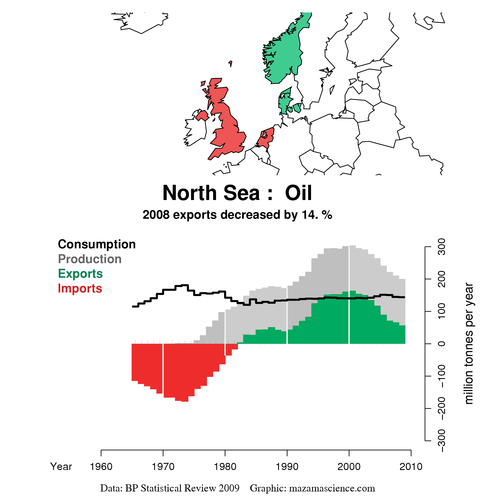 North Sea : Oil
2008 exports decreased by 14. %
Consumption
Production
Exports
Imports
300
200
100
0
-100
-200
-300
million tonnes per year
Year 1960 1970 1980 1990 2000 2010
Data: BP Statistical Review 2009 Graphic: mazamascience.com